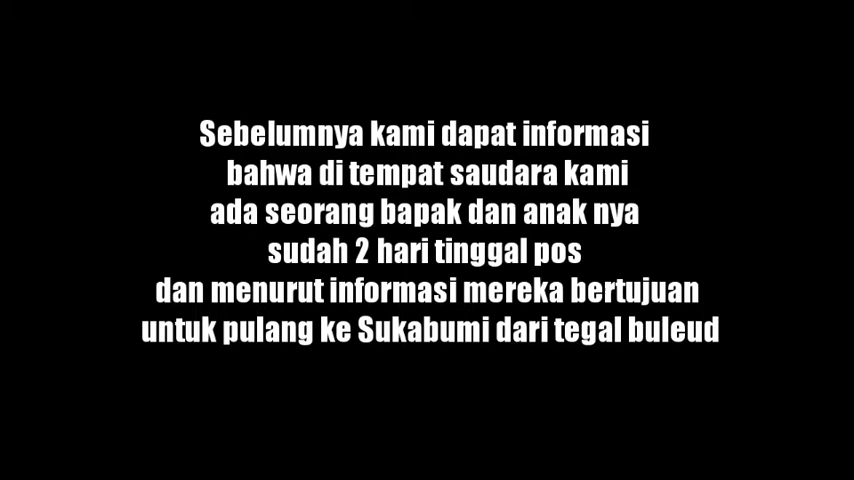 Sebelumnya kami dapat informasi
bahwa di tempat saudara kami
ada seorang bapak dan anak nya
sudah 2 hari tinggal pos
dan menurut informasi mereka bertujuan
untuk pulang ke Sukabumi dari tegal buleud